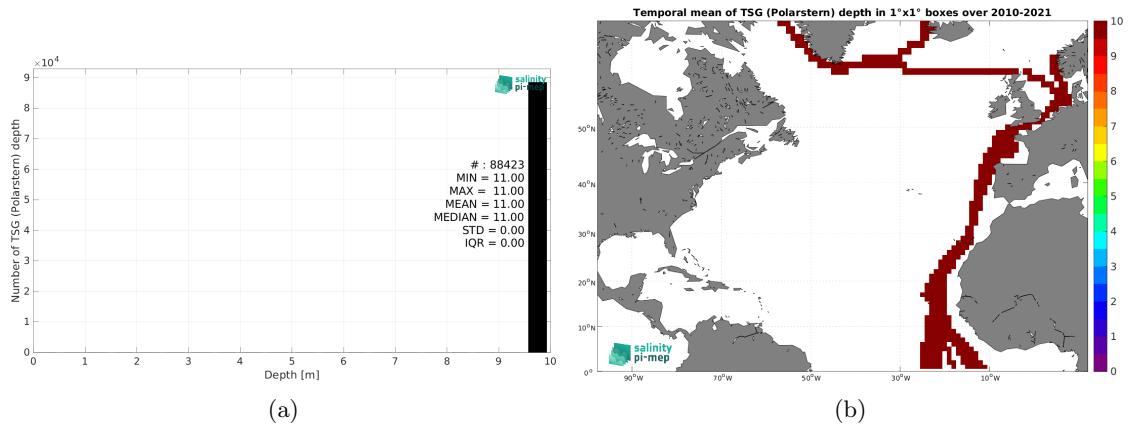 ×10⁴
9
8
7
6
5
4
3
2
1
0
Number of TSG (Polarstern) depth
salinity
pi-mep
# : 88423
MIN = 11.00
MAX = 11.00
MEAN = 11.00
MEDIAN = 11.00
STD = 0.00
IQR = 0.00
0 1 2 3 4 5 6 7 8 9 10
Depth [m]
(a)
Temporal mean of TSG (Polarstern) depth in 1°x1° boxes over 2010-2021
50°N
40°N
30°N
20°N
10°N
0°
90°W 70°W 50°W 30°W 10°W
salinity
pi-mep
10
9
8
7
6
5
4
3
2
1
0
(b)